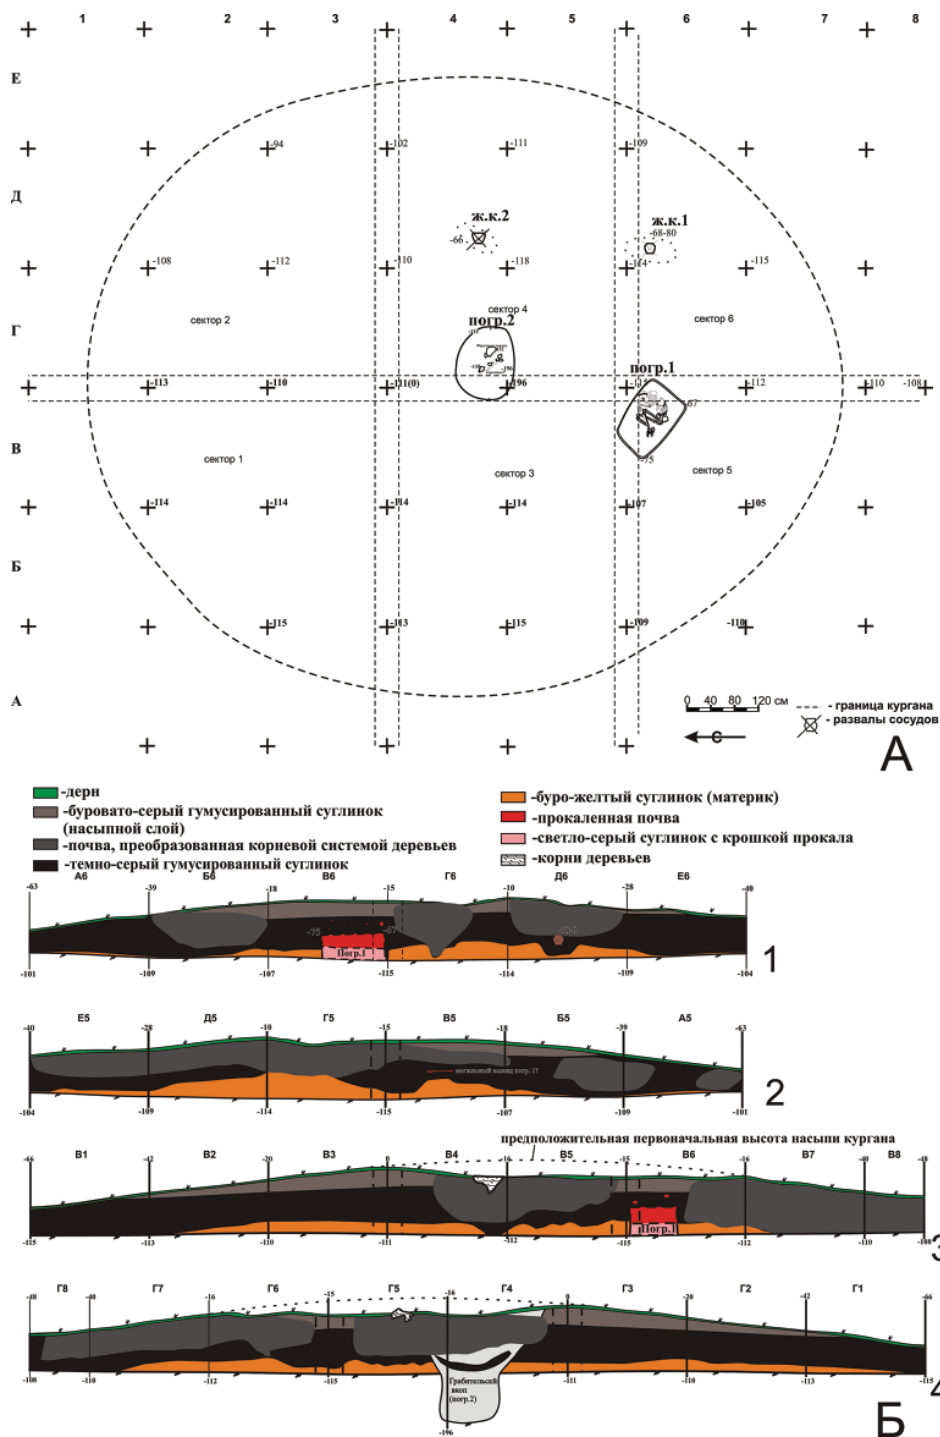 1 2 3 4 5 6 7 8
Е
-94 -102 -111 -109
Д
ж.к.2 ж.к.1
-66 -68-80
-108 -112 -110 -118 -114 -115
сектор 2 сектор 4 сектор 6
Г
погр.2
погр.1
-113 -110 -111(0) -196 -115 -112 -110 -108
-67
В
сектор 1 сектор 3 сектор 5
-75
-114 -114 -114 -114 -107 -105
Б
-115 -113 -115 -109 -110
А
0 40 80 120 см
- граница кургана
- развалы сосудов
С
А
-дерн
-буровато-серый гумусированный суглинок
(насыпной слой)
-почва, преобразованная корневой системой деревьев
-темно-серый гумусированный суглинок
-буро-желтый суглинок (материк)
-прокаленная почва
-светло-серый суглинок с крошкой прокала
-корни деревьев
А6 Б6 В6 Г6 Д6 Е6
-63 -39 -18 -15 -10 -28 -40
-75 -67
Погр.1
-101 -109 -107 -115 -114 -109 -104
1
Е5 Д5 Г5 В5 Б5 А5
-40 -28 -10 -15 -18 -39 -63
-104 -109 -114 -115 -107 -109 -101
2
предположительная первоначальная высота насыпи кургана
В1 В2 В3 В4 В5 В6 В7 В8
-66 -42 -20 0 -16 -15 -16 -40 -48
Погр.1
-115 -113 -110 -111 -112 -115 -112 -110 -108
3
Г8 Г7 Г6 Г5 Г4 Г3 Г2 Г1
-48 -40 -16 -15 -16 0 -20 -42 -66
Грабительский
вкоп
(погр.2)
-108 -110 -112 -115 -111 -110 -113 -115
-196
4
Б